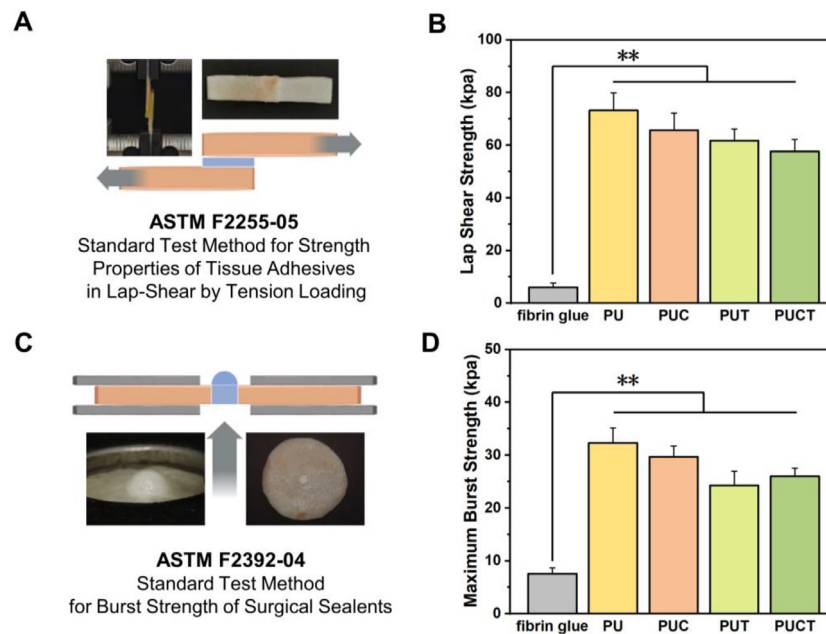 A
ASTM F2255-05
Standard Test Method for Strength
Properties of Tissue Adhesives
in Lap-Shear by Tension Loading
B
Lap Shear Strength (kpa)
100
80
60
40
20
0
**
fibrin glue PU PUC PUT PUCT
C
ASTM F2392-04
Standard Test Method
for Burst Strength of Surgical Sealents
D
Maximum Burst Strength (kpa)
50
40
30
20
10
0
**
fibrin glue PU PUC PUT PUCT